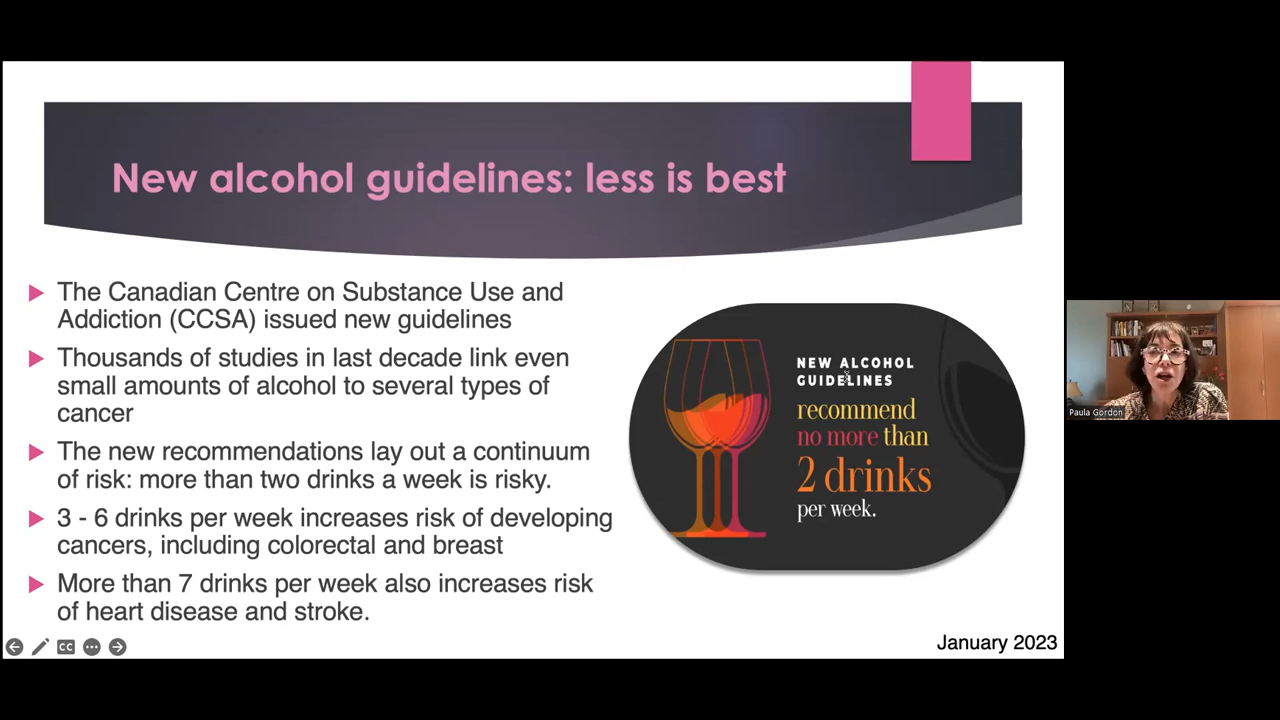 New alcohol guidelines: less is best
The Canadian Centre on Substance Use and
Addiction (CCSA) issued new guidelines
Thousands of studies in last decade link even
small amounts of alcohol to several types of
cancer
The new recommendations lay out a continuum
of risk: more than two drinks a week is risky.
3 - 6 drinks per week increases risk of developing
cancers, including colorectal and breast
More than 7 drinks per week also increases risk
of heart disease and stroke.
NEW ALCOHOL
GUIDELINES
recommend
no more than
2 drinks
per week.
January 2023
CC
Paula Gordon